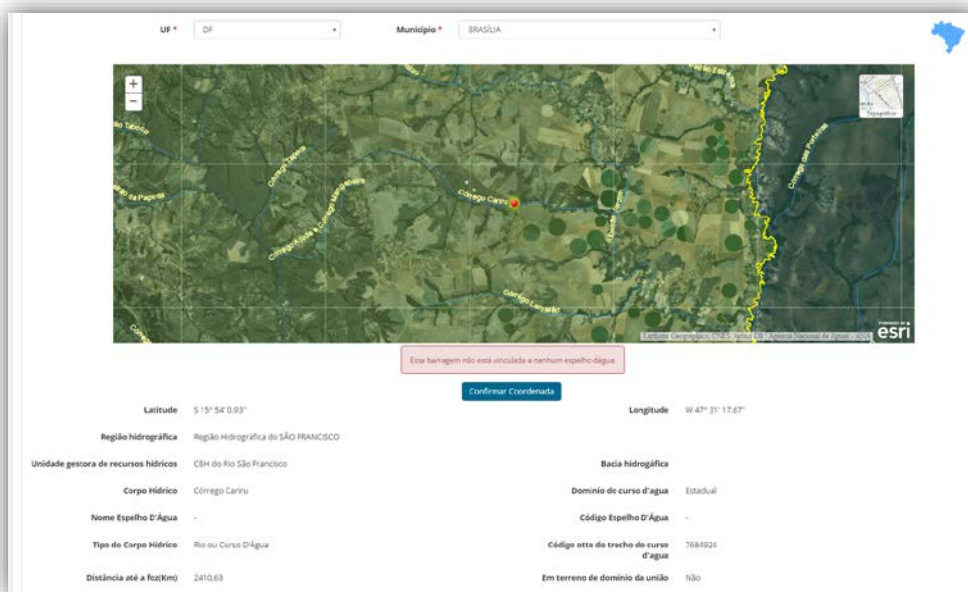 UF * DF Município * BRASÍLIA
Topográfico
Córrego das Porteiras
Córrego Cariru
Córrego Lamarão
POWERED BY
esri
Essa barragem não está vinculada a nenhum espelho dágua
Confirmar Coordenada
Latitude S 15° 54' 0.93" Longitude W 47° 31' 17.67"
Região hidrográfica Região Hidrográfica do SÃO FRANCISCO
Unidade gestora de recursos hídricos CBH do Rio São Francisco Bacia hidrográfica
Corpo Hídrico Córrego Cariru Domínio do curso d'agua Estadual
Nome Espelho D'Água - Código Espelho D'Água -
Tipo do Corpo Hídrico Rio ou Curso D'Água Código otto do trecho do curso
d'agua 7684924
Distância até a foz(Km) 2410,63 Em terreno de domínio da união Não